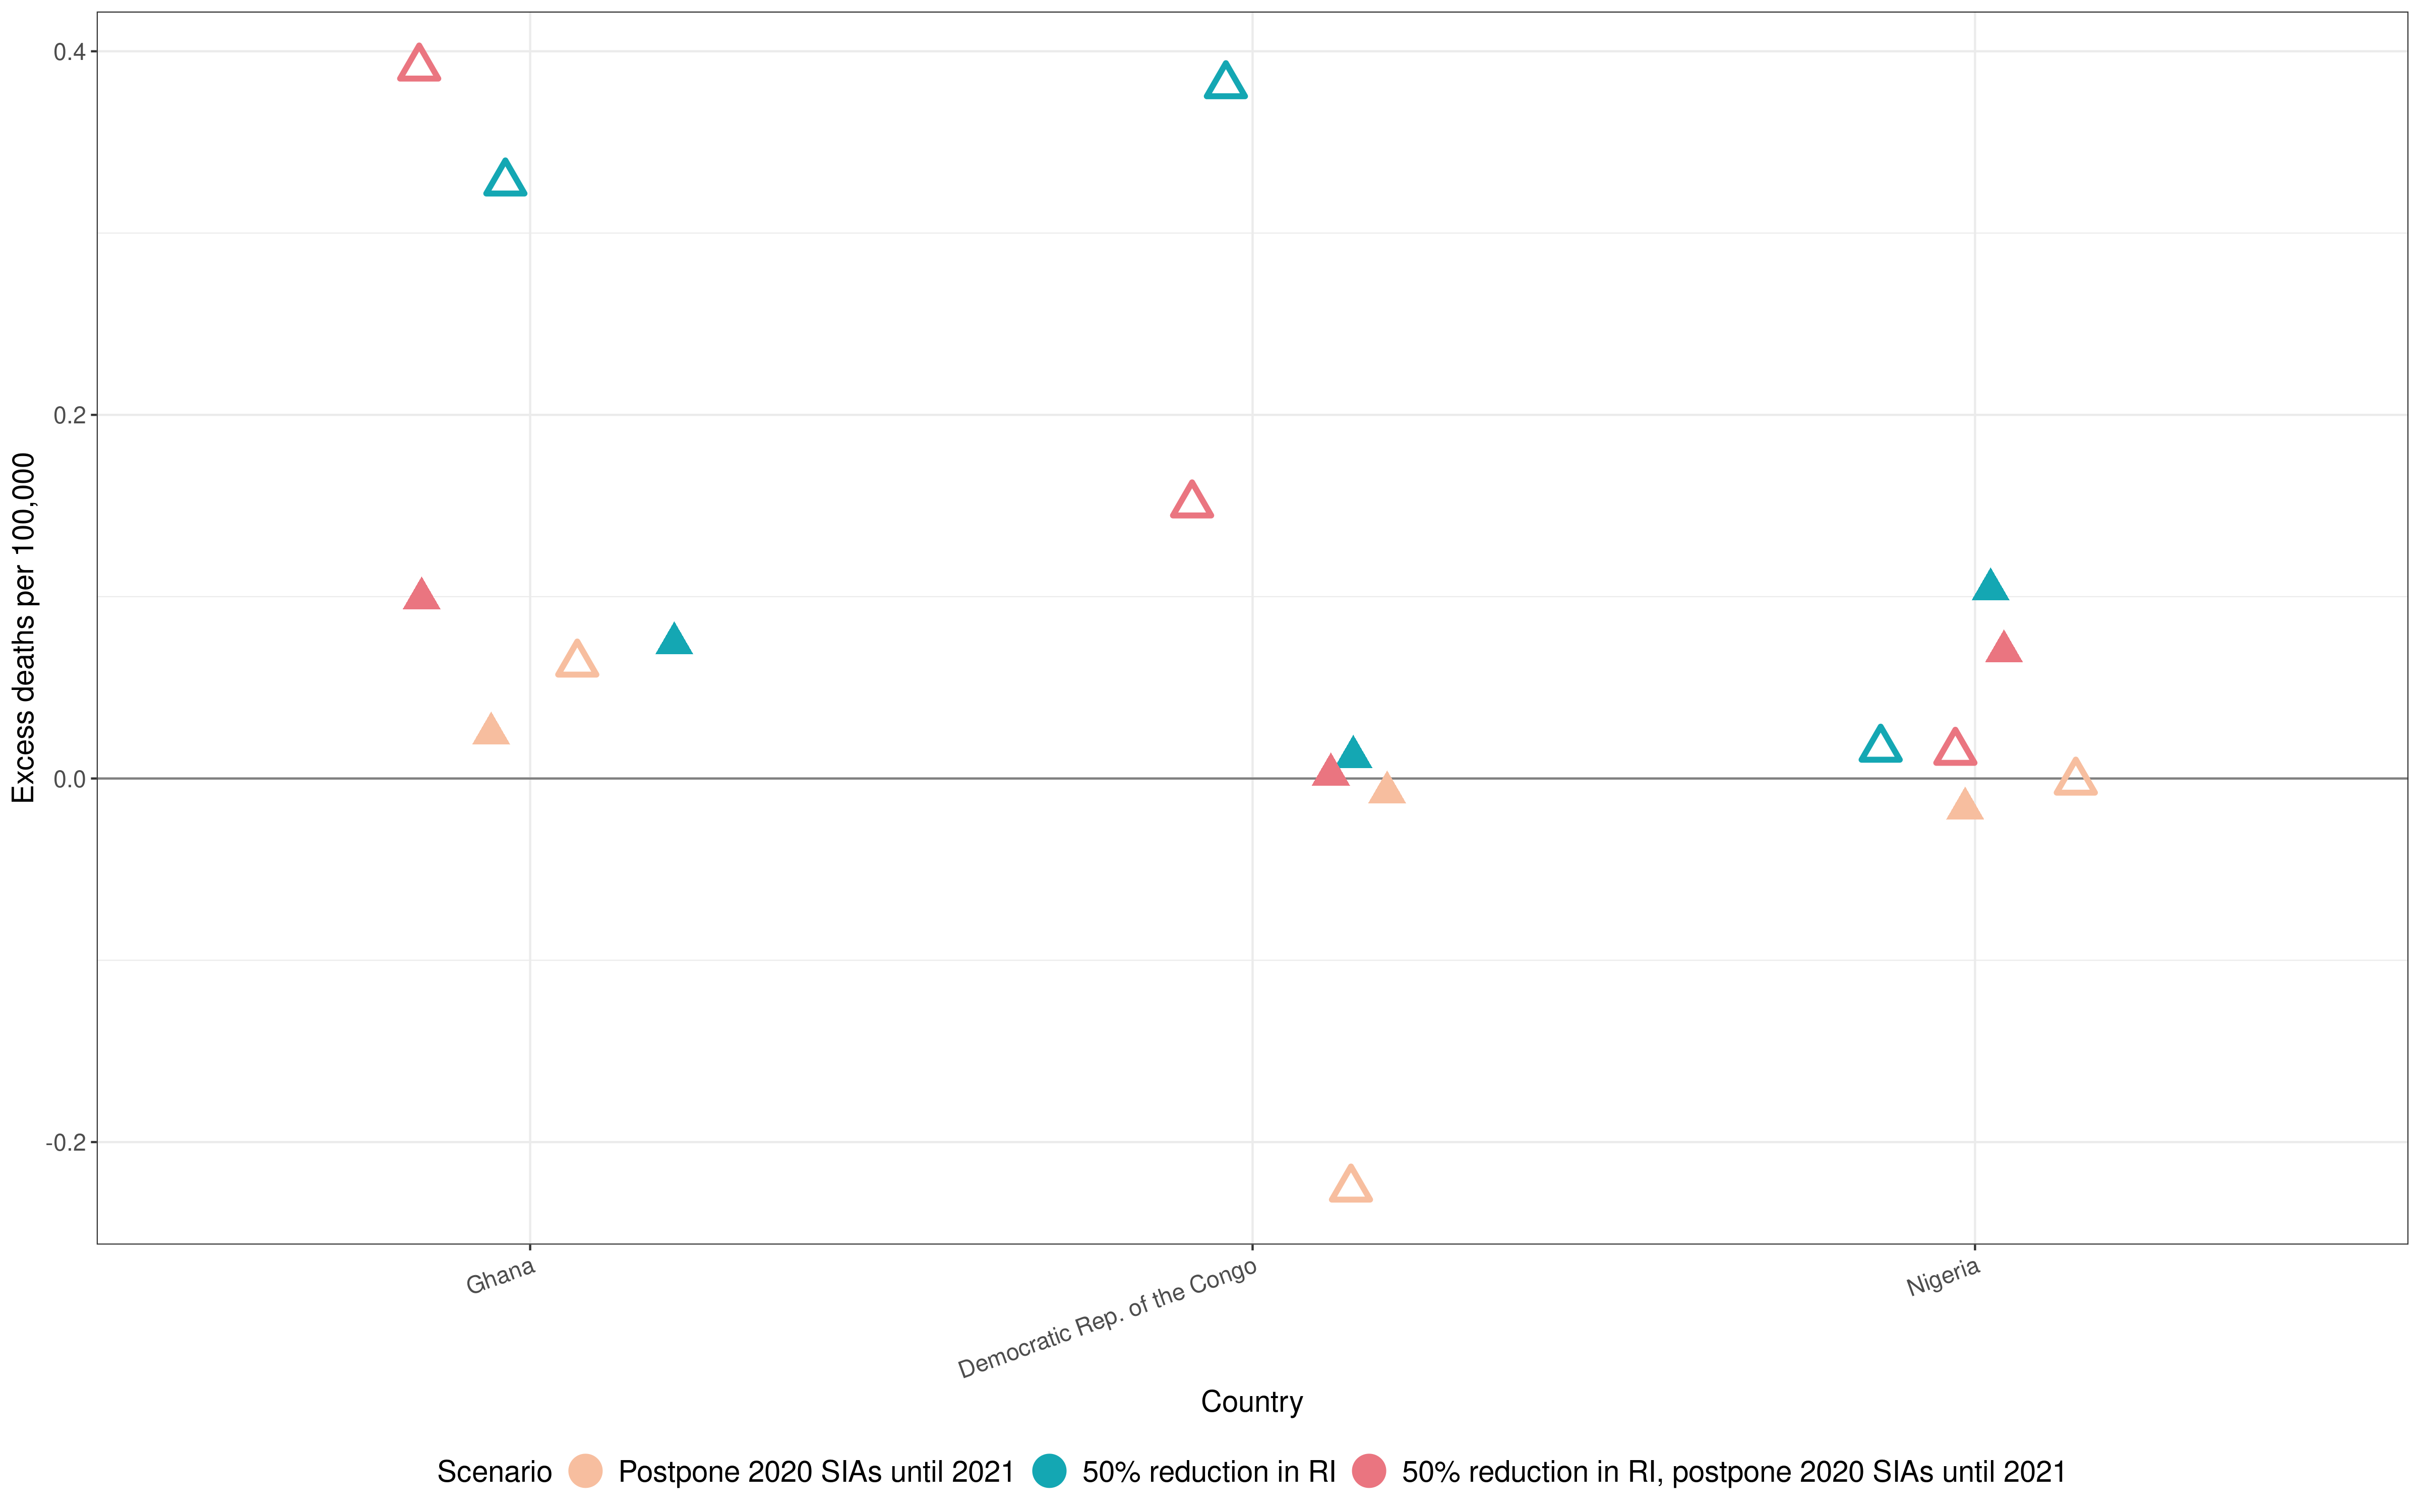 Excess deaths per 100,000
0.4
0.2
0.0
-0.2
Ghana
Democratic Rep. of the Congo
Nigeria
Country
Scenario Postpone 2020 SIAs until 2021 50% reduction in RI 50% reduction in RI, postpone 2020 SIAs until 2021